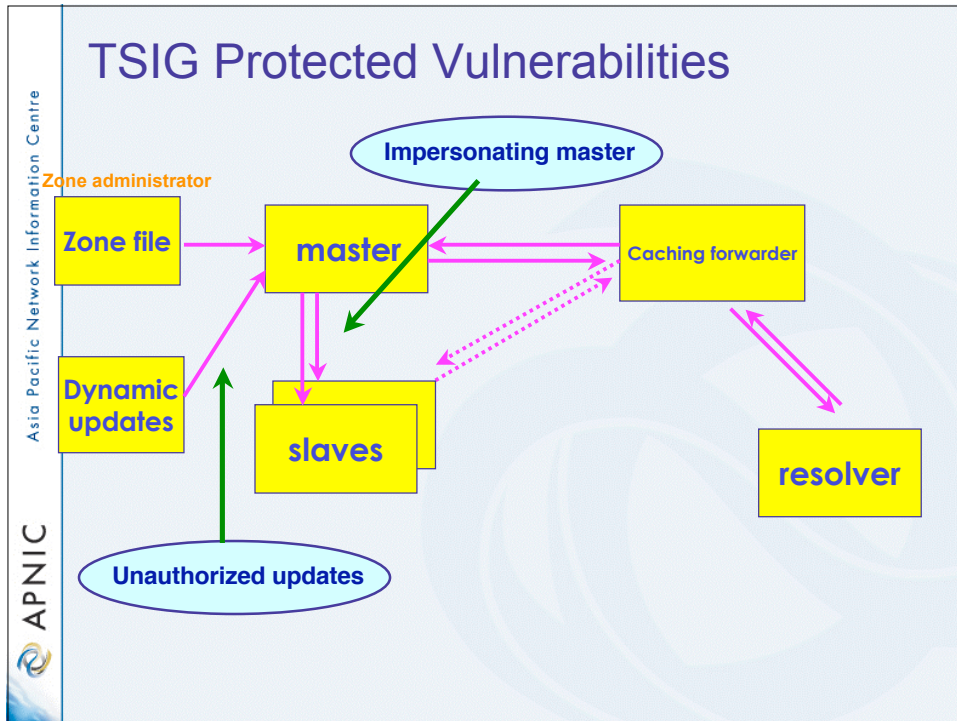 TSIG Protected Vulnerabilities
Impersonating master
Zone administrator
Zone file
master
Caching forwarder
Dynamic
updates
slaves
resolver
Unauthorized updates
Asia Pacific Network Information Centre
APNIC